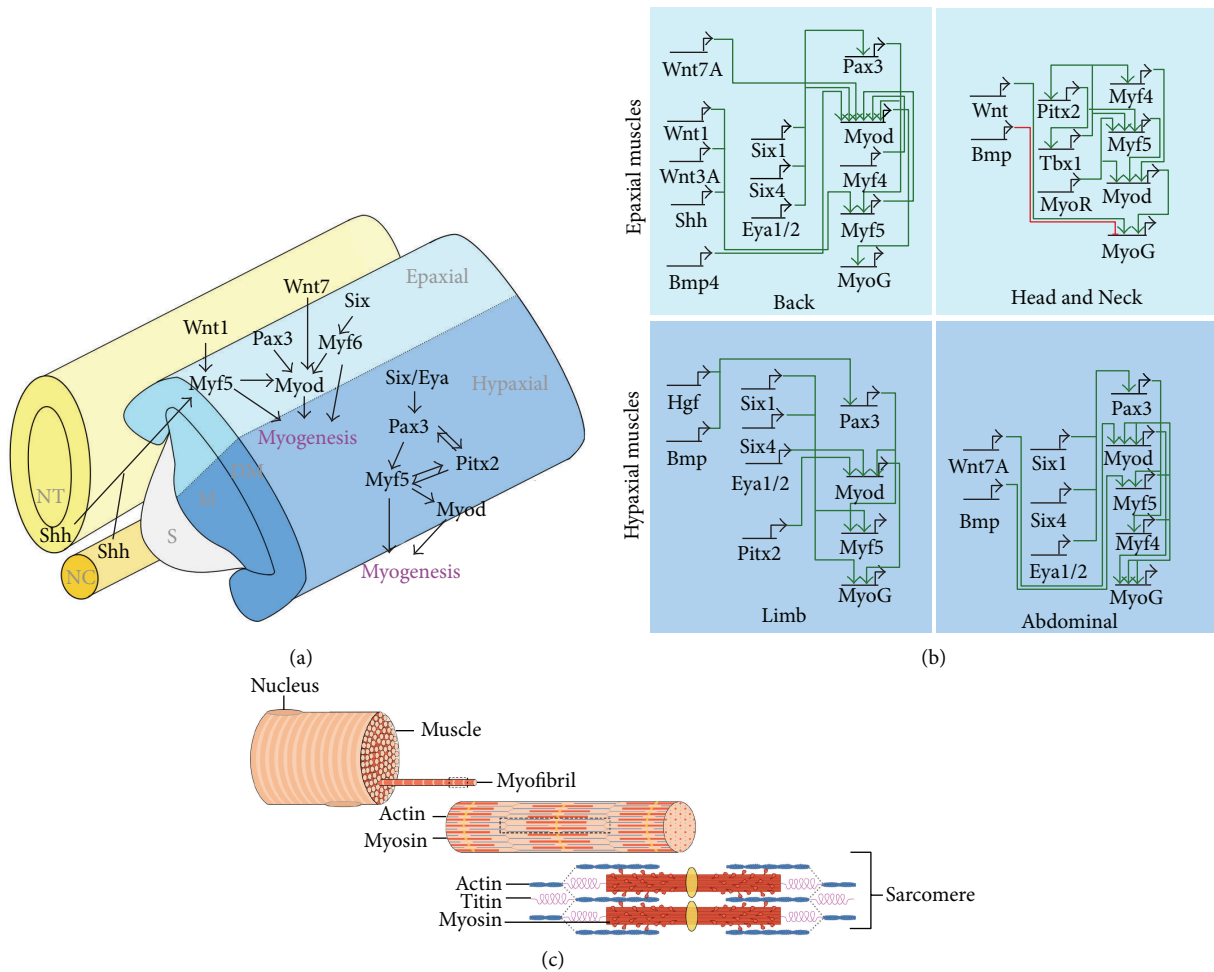 Epaxial
Wnt7
Six
Wnt1
Pax3
Myf6
Myf5
Myod
Hypaxial
Six/Eya
Myogenesis
Pax3
DM
Pitx2
Myf5
M
NT
Myod
Shh
S
Shh
Myogenesis
NC
(a)
Epaxial muscles
Wnt7A
Pax3
Wnt1
Six1
Myod
Wnt3A
Six4
Myf4
Shh
Eya1/2
Myf5
Bmp4
MyoG
Back
Wnt
Pitx2
Myf4
Bmp
Tbx1
Myf5
MyoR
Myod
MyoG
Head and Neck
Hypaxial muscles
Hgf
Six1
Pax3
Bmp
Six4
Eya1/2
Myod
Pitx2
Myf5
MyoG
Limb
Pax3
Wnt7A
Six1
Myod
Bmp
Six4
Myf5
Eya1/2
Myf4
MyoG
Abdominal
(b)
Nucleus
Muscle
Myofibril
Actin
Myosin
Actin
Titin
Myosin
Sarcomere
(c)